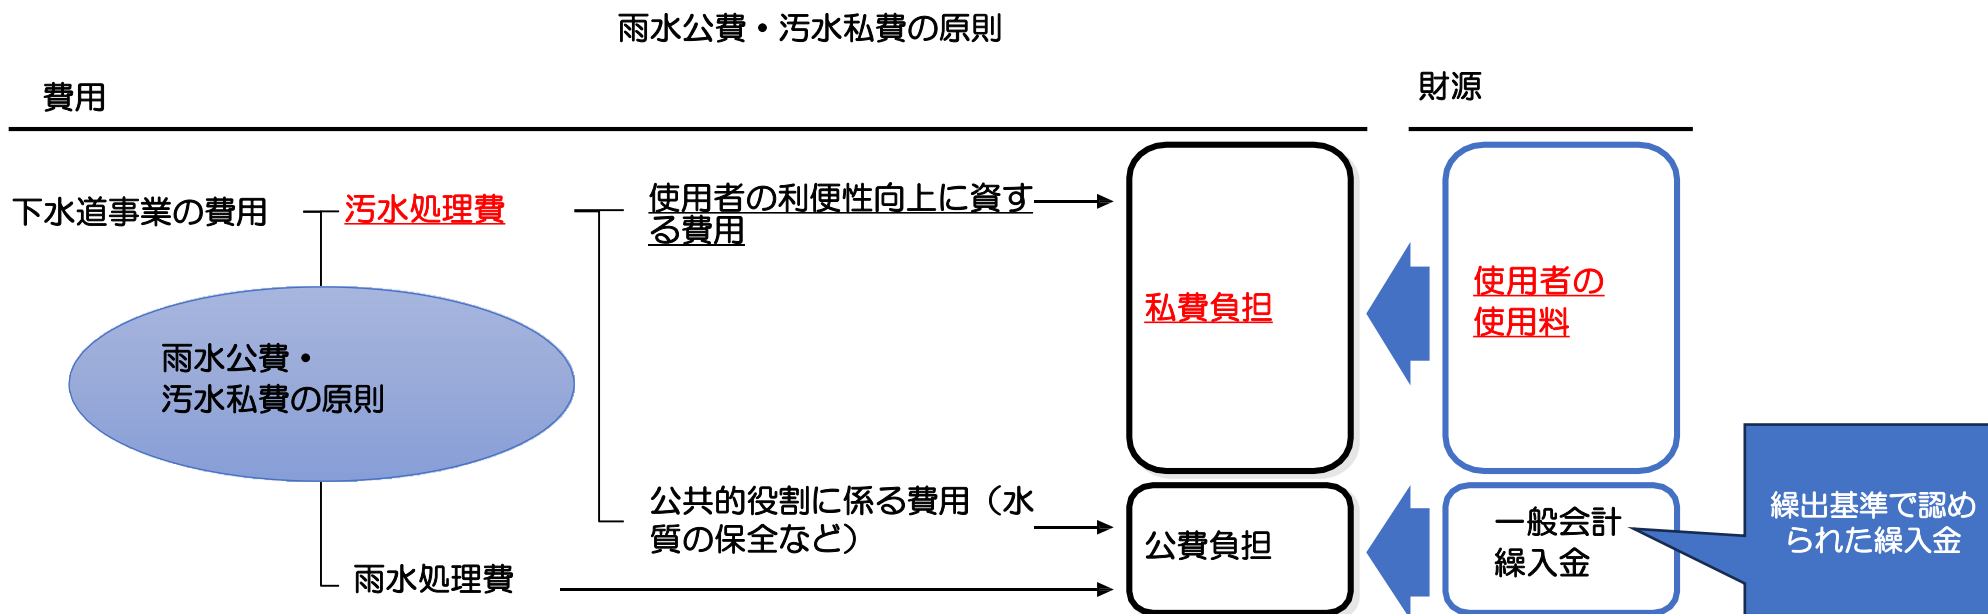 雨水公費・汚水私費の原則
費用
財源
下水道事業の費用
汚水処理費
使用者の利便性向上に資す
る費用
私費負担
使用者の
使用料
雨水公費・
汚水私費の原則
公共的役割に係る費用（水
質の保全など）
公費負担
一般会計
繰入金
繰出基準で認め
られた繰入金
雨水処理費